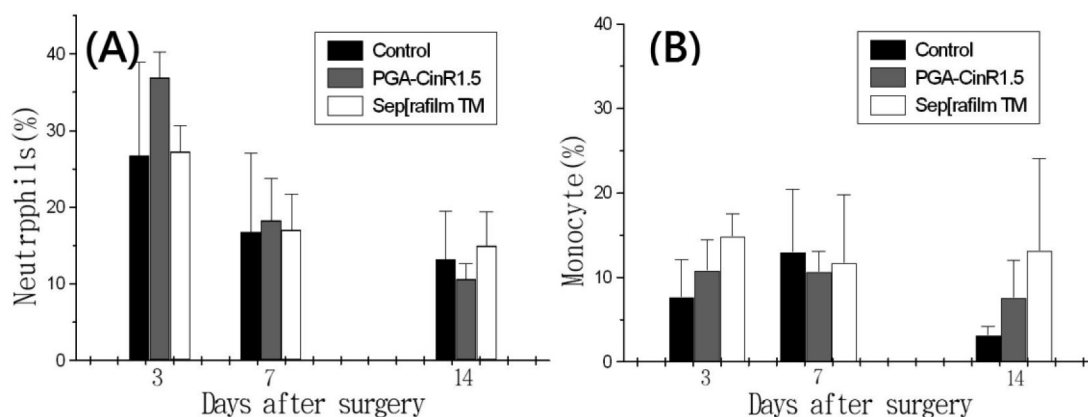 (A)
Control
PGA-CinR1.5
Sep[rafilm TM
Neutrpphils(%)
40
30
20
10
0
3 7 14
Days after surgery
(B)
Control
PGA-CinR1.5
Sep[rafilm TM
Monocyte(%)
40
30
20
10
0
3 7 14
Days after surgery